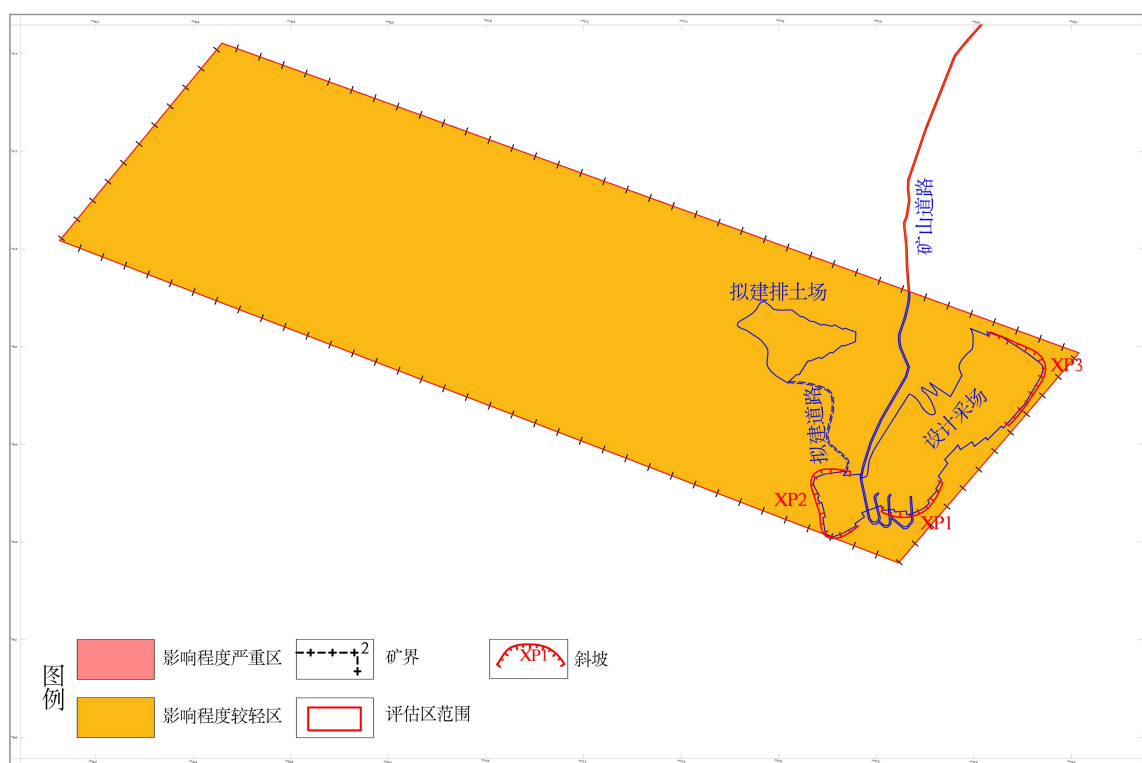 矿山道路
拟建排土场
XP3
设计采场
拟建道路
XP2
XP1
图例
影响程度严重区
2
矿界
XP1
斜坡
影响程度较轻区
评估区范围